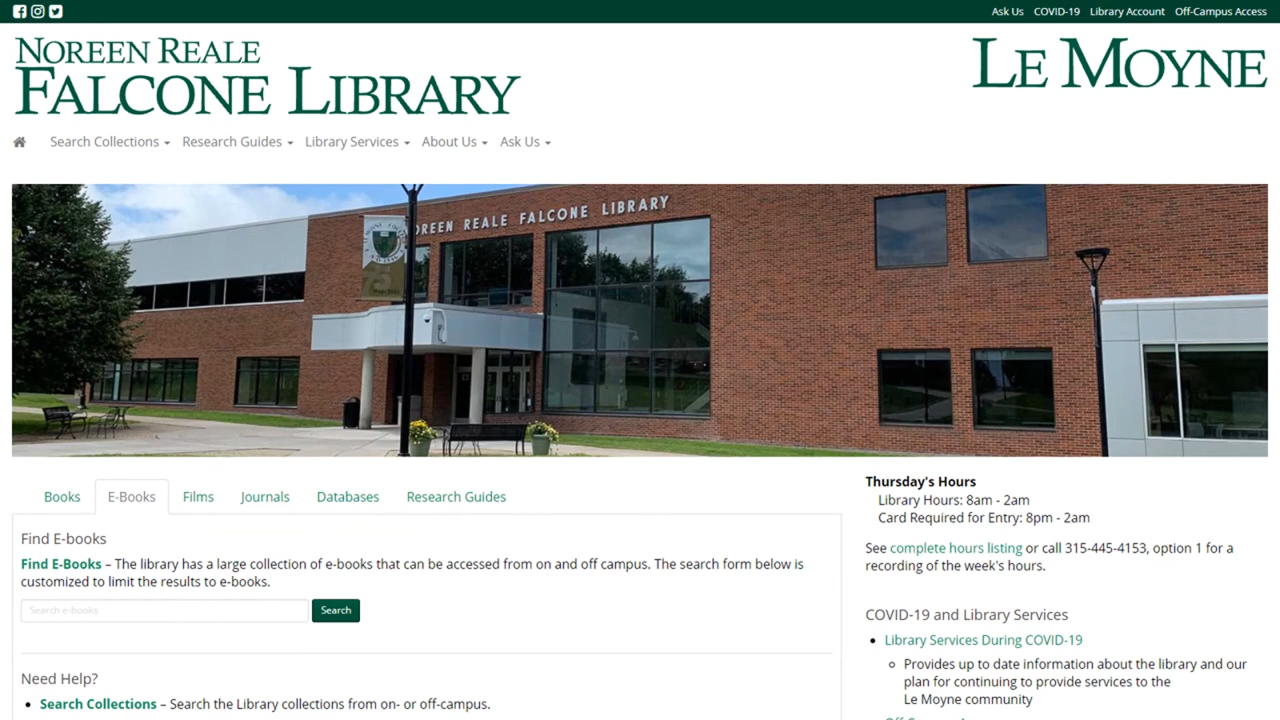 Ask Us COVID-19 Library Account Off-Campus Access
NOREEN REALE
FALCONE LIBRARY
LE MOYNE
Search Collections Research Guides Library Services About Us Ask Us
OREEN REALE FALCONE LIBRARY
Books E-Books Films Journals Databases Research Guides
Find E-books
Find E-Books – The library has a large collection of e-books that can be accessed from on and off campus. The search form below is
customized to limit the results to e-books.
Search e-books Search
Need Help?
• Search Collections – Search the Library collections from on- or off-campus.
Thursday's Hours
Library Hours: 8am - 2am
Card Required for Entry: 8pm - 2am
See complete hours listing or call 315-445-4153, option 1 for a
recording of the week's hours.
COVID-19 and Library Services
• Library Services During COVID-19
Provides up to date information about the library and our
plan for continuing to provide services to the
Le Moyne community